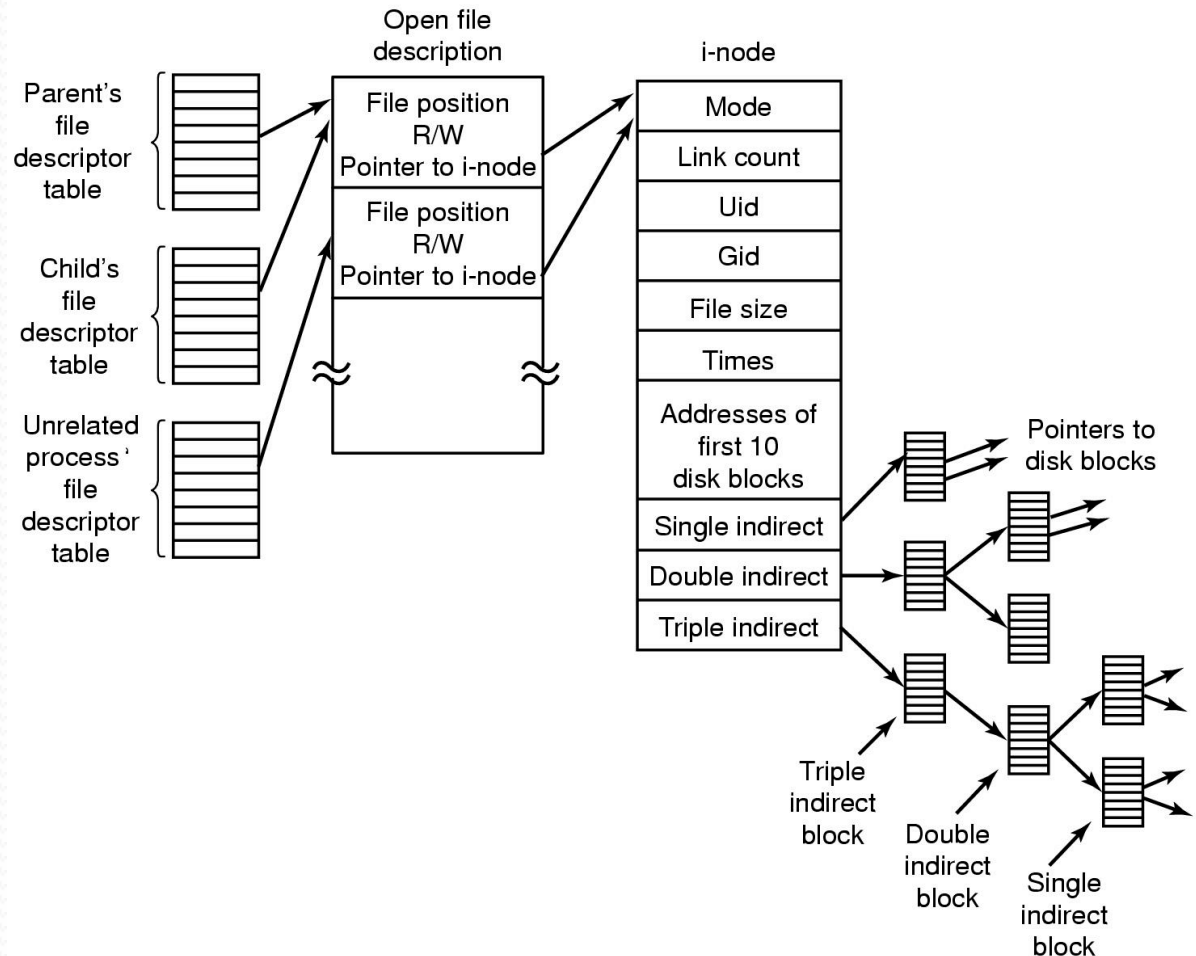 Open file
description
i-node
Parent's
file
descriptor
table
File position
R/W
Pointer to i-node
File position
R/W
Pointer to i-node
Child's
file
descriptor
table
Unrelated
process'
file
descriptor
table
Mode
Link count
Uid
Gid
File size
Times
Addresses of
first 10
disk blocks
Single indirect
Double indirect
Triple indirect
Pointers to
disk blocks
Triple
indirect
block
Double
indirect
block
Single
indirect
block